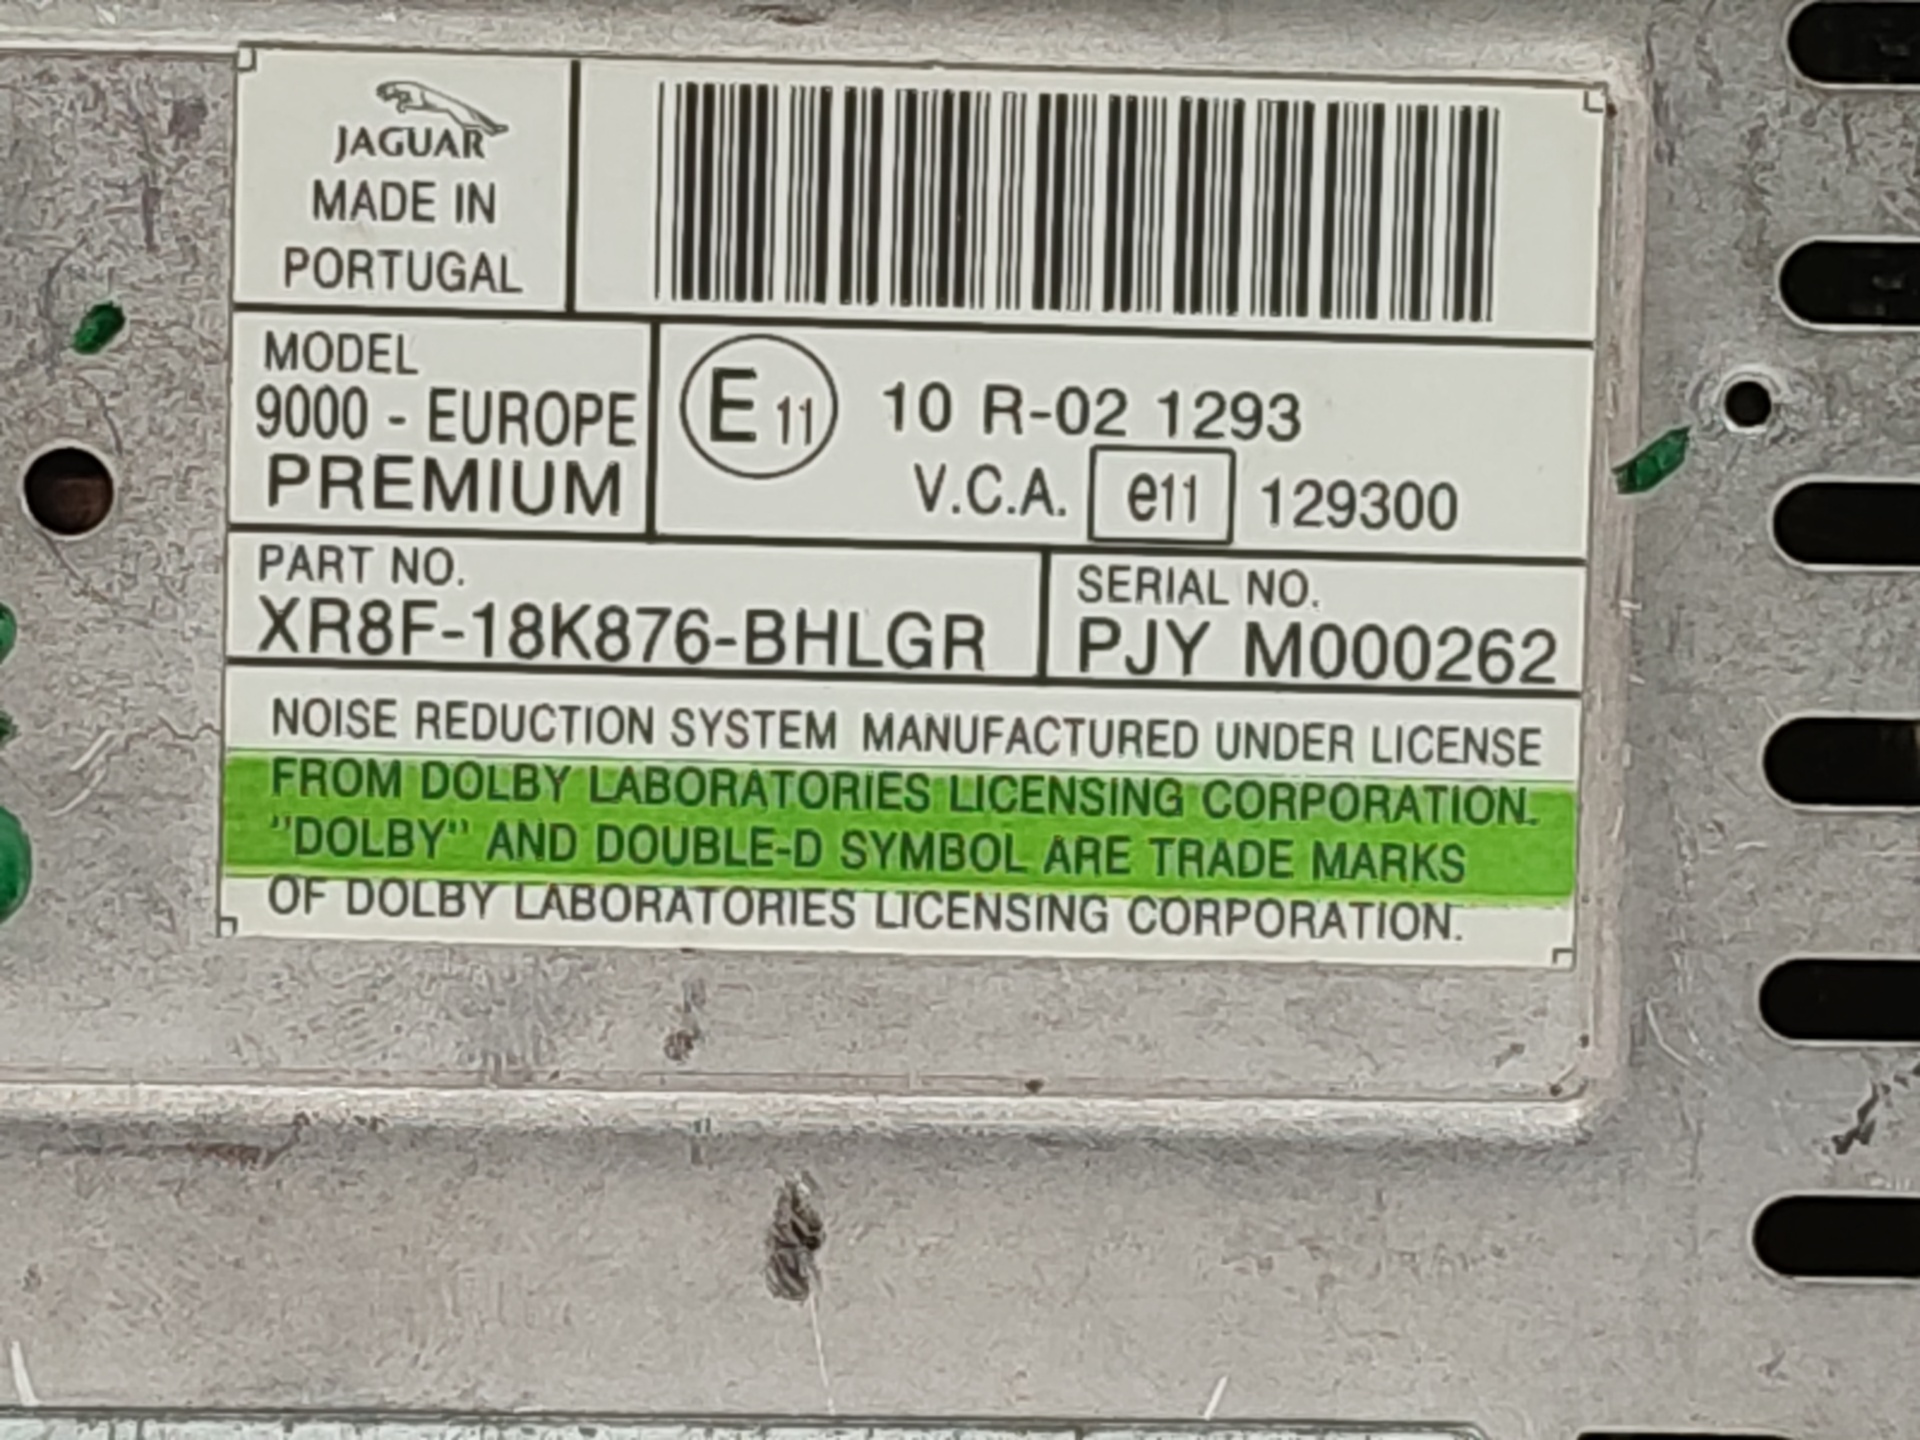 JAGUAR
MADE IN
PORTUGAL
MODEL
9000 - EUROPE
PREMIUM
E 11
10 R-02 1293
V.C.A. e11 129300
PART NO.
XR8F-18K876-BHLGR
SERIAL NO.
PJY M000262
NOISE REDUCTION SYSTEM MANUFACTURED UNDER LICENSE
FROM DOLBY LABORATORIES LICENSING CORPORATION.
"DOLBY" AND DOUBLE-D SYMBOL ARE TRADE MARKS
OF DOLBY LABORATORIES LICENSING CORPORATION.